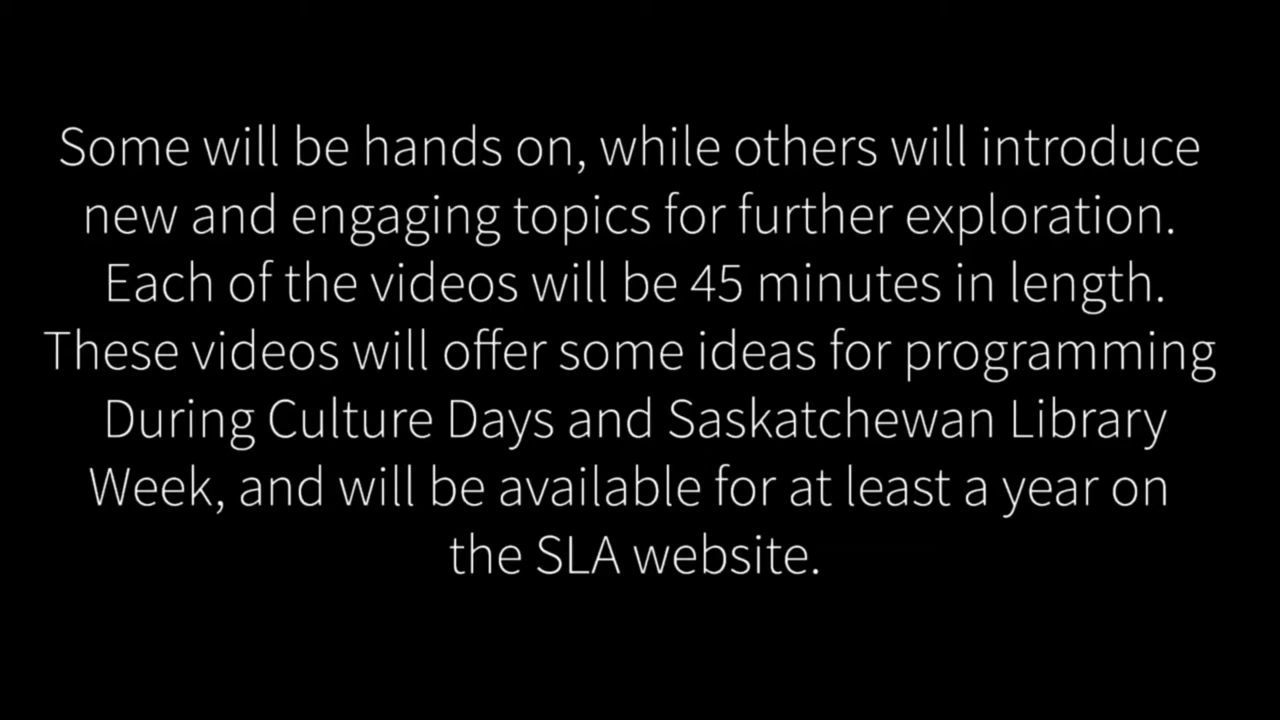 Some will be hands on, while others will introduce
new and engaging topics for further exploration.
Each of the videos will be 45 minutes in length.
These videos will offer some ideas for programming
During Culture Days and Saskatchewan Library
Week, and will be available for at least a year on
the SLA website.